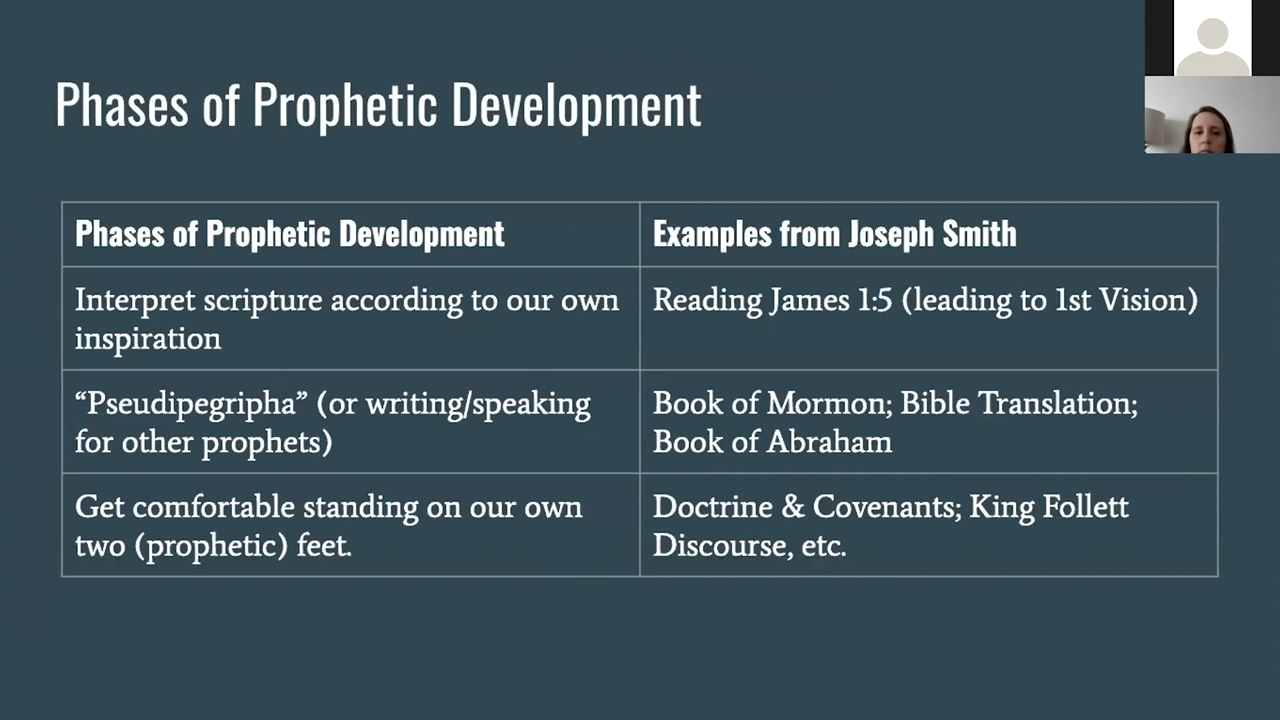 Phases of Prophetic Development
Phases of Prophetic Development
Examples from Joseph Smith
Interpret scripture according to our own
inspiration
Reading James 1:5 (leading to 1st Vision)
“Pseudipegripha” (or writing/speaking
for other prophets)
Book of Mormon; Bible Translation;
Book of Abraham
Get comfortable standing on our own
two (prophetic) feet.
Doctrine & Covenants; King Follett
Discourse, etc.